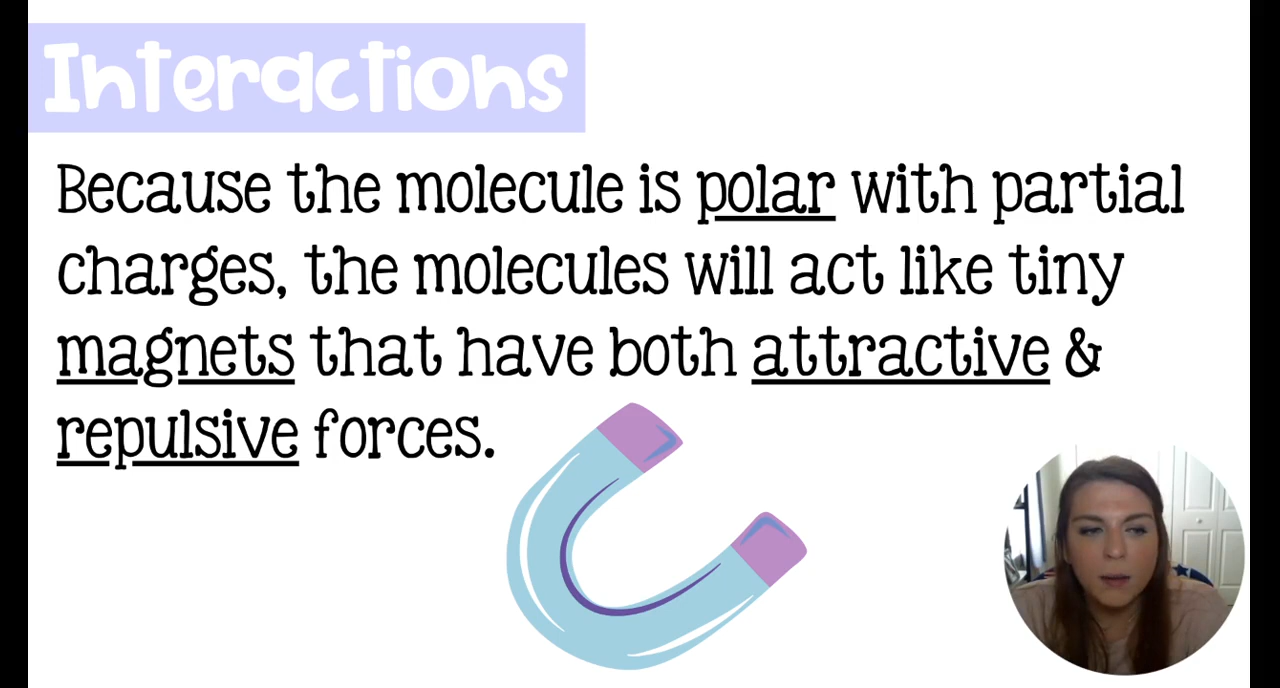 Interactions
Because the molecule is polar with partial
charges, the molecules will act like tiny
magnets that have both attractive &
repulsive forces.